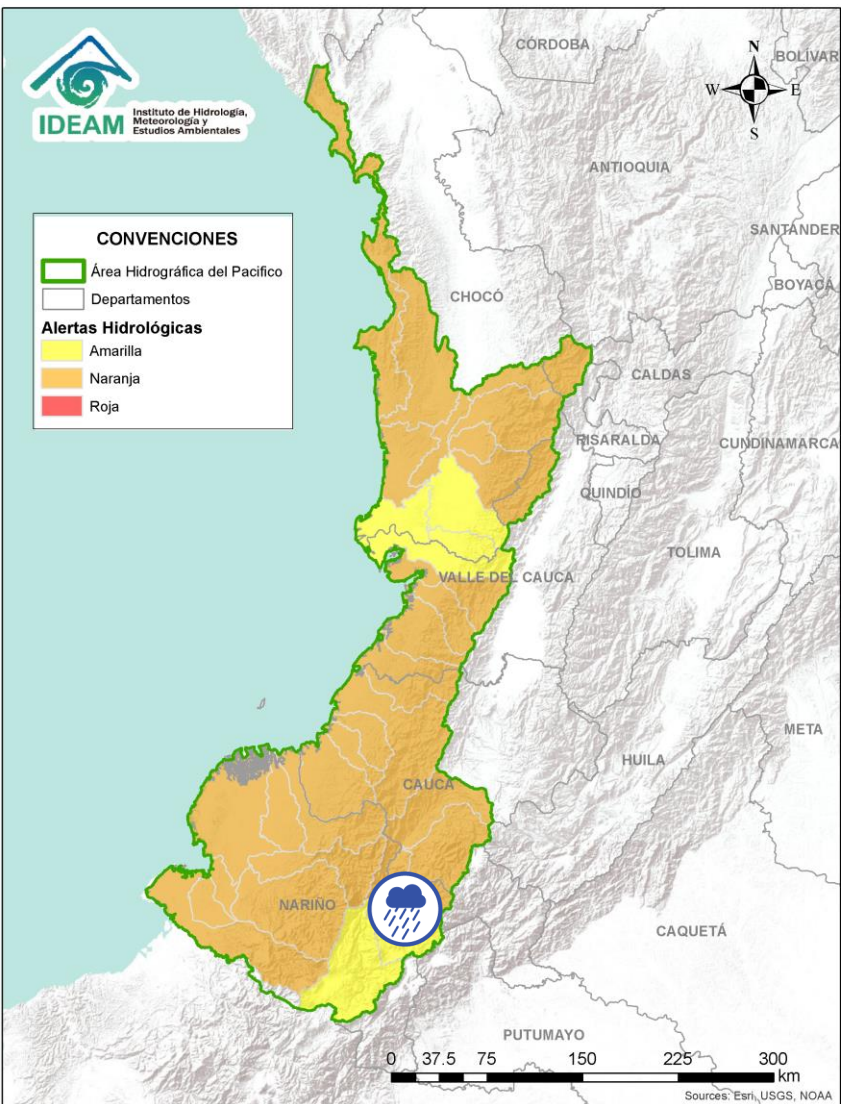 IDEAM
Instituto de Hidrología,
Meteorología y
Estudios Ambientales
CÓRDOBA
BOLÍVAR
N
W
E
S
ANTIOQUIA
SANTANDER
BOYACÁ
CONVENCIONES
Área Hidrográfica del Pacifico
Departamentos
Alertas Hidrológicas
Amarilla
Naranja
Roja
CHOCÓ
CALDAS
RISARALDA
CUNDINAMARCA
QUINDÍO
TOLIMA
VALLE DEL CAUCA
META
HUILA
CAUCA
NARIÑO
CAQUETÁ
PUTUMAYO
0 37.5 75 150 225 300
km
Sources: Esri, USGS, NOAA